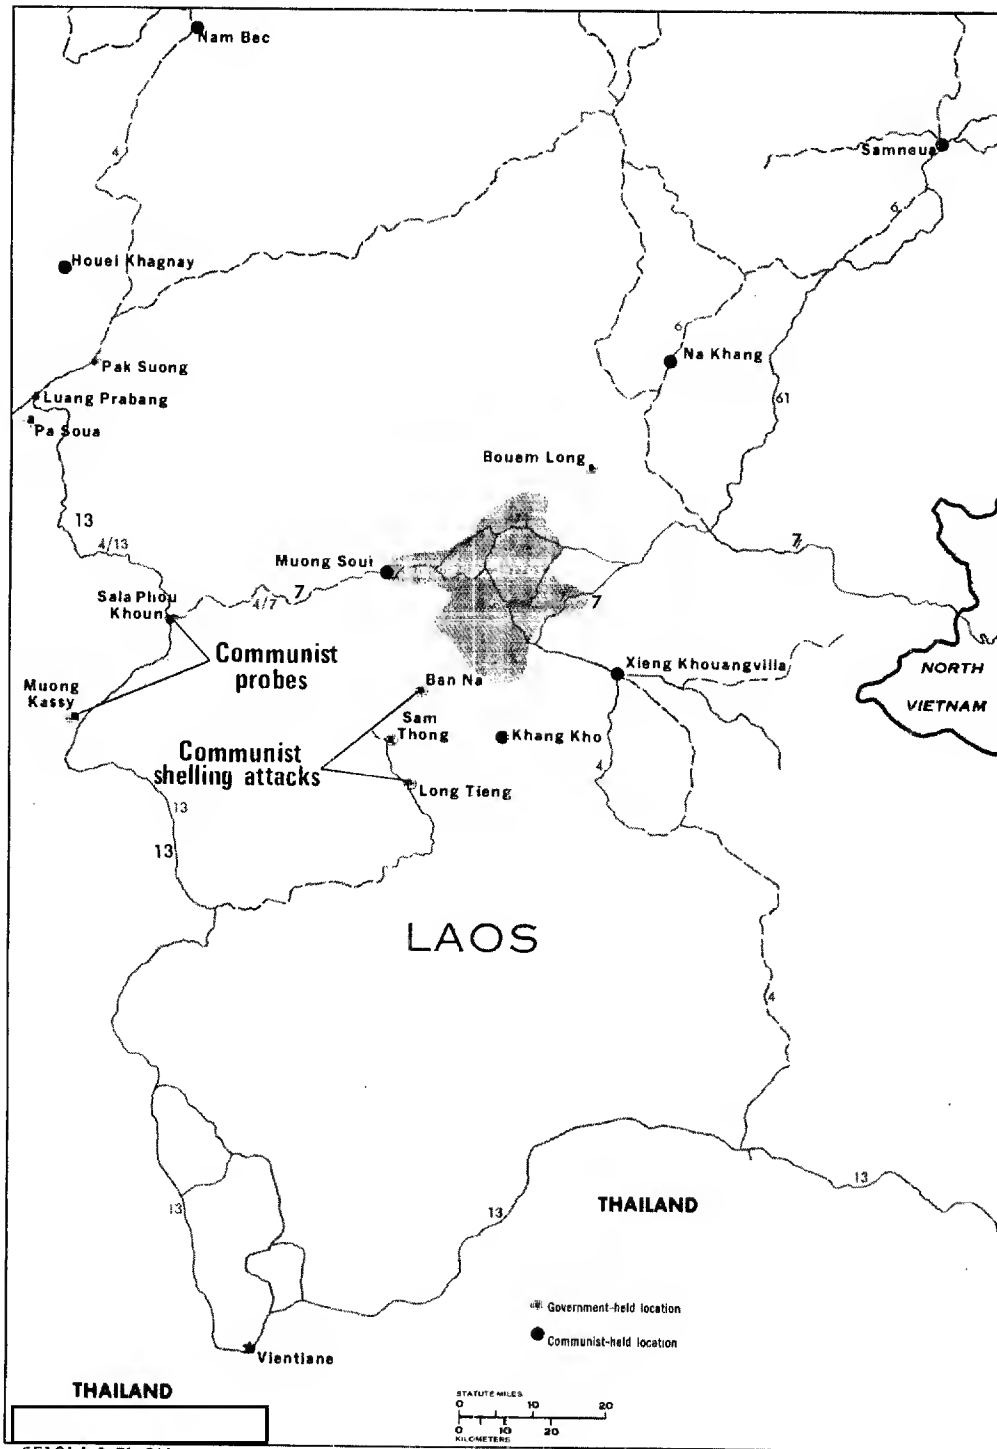 Nam Bec
4
Samneua
6
Houei Khagnay
6
Na Khang
Pak Suong
Luang Prabang
61
Pa Soua
Bouam Long
13
4/13
7
Muong Soui
Sala Phou
Khoun
4/7
7
7
Communist
probes
Xieng Khouangville
NORTH
VIETNAM
Muong
Kassy
Ban Na
Sam
Thong
Khang Kho
Communist
shelling attacks
4
Long Tieng
13
13
LAOS
4
13
13
13
THAILAND
Government-held location
Communist-held location
Vientiane
THAILAND
STATUTE MILES
0 10 20
0 10 20
KILOMETERS